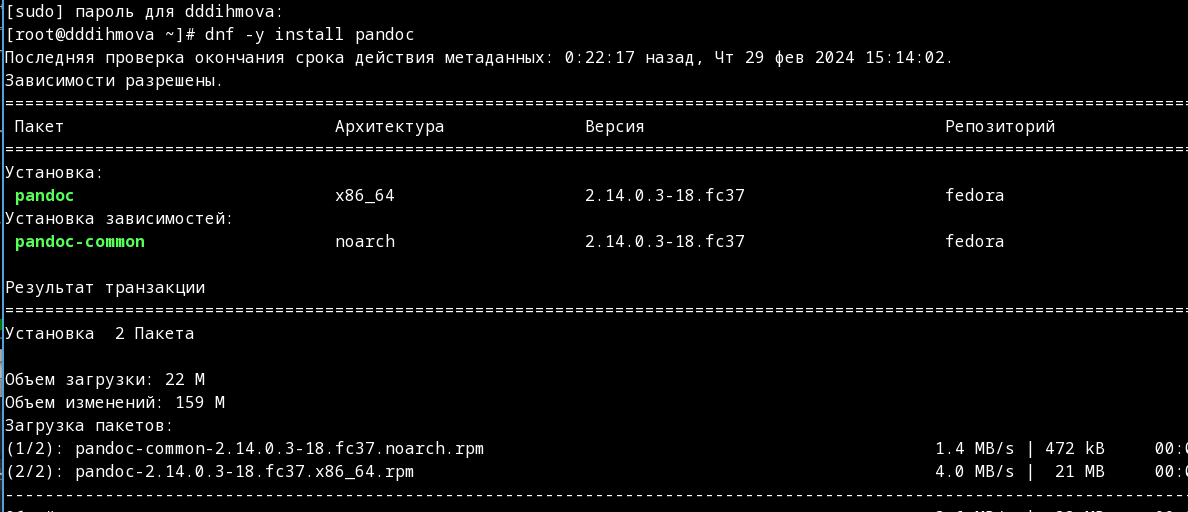 [sudo] пароль для dddihmova:
[root@dddihmova ~]# dnf -y install pandoc
Последняя проверка окончания срока действия метаданных: 0:22:17 назад, Чт 29 фев 2024 15:14:02.
Зависимости разрешены.
Пакет Архитектура Версия Репозиторий
Установка:
pandoc x86_64 2.14.0.3-18.fc37 fedora
Установка зависимостей:
pandoc-common noarch 2.14.0.3-18.fc37 fedora
Результат транзакции
Установка 2 Пакета
Объем загрузки: 22 M
Объем изменений: 159 M
Загрузка пакетов:
(1/2): pandoc-common-2.14.0.3-18.fc37.noarch.rpm 1.4 MB/s | 472 kB 00:
(2/2): pandoc-2.14.0.3-18.fc37.x86_64.rpm 4.0 MB/s | 21 MB 00: